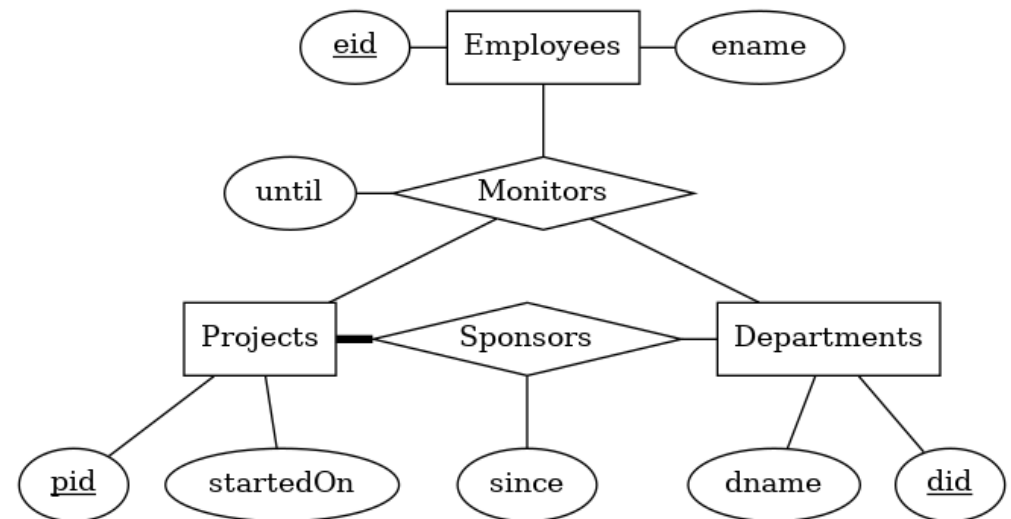 eid
Employees
ename
until
Monitors
Projects
Sponsors
Departments
pid
startedOn
since
dname
did